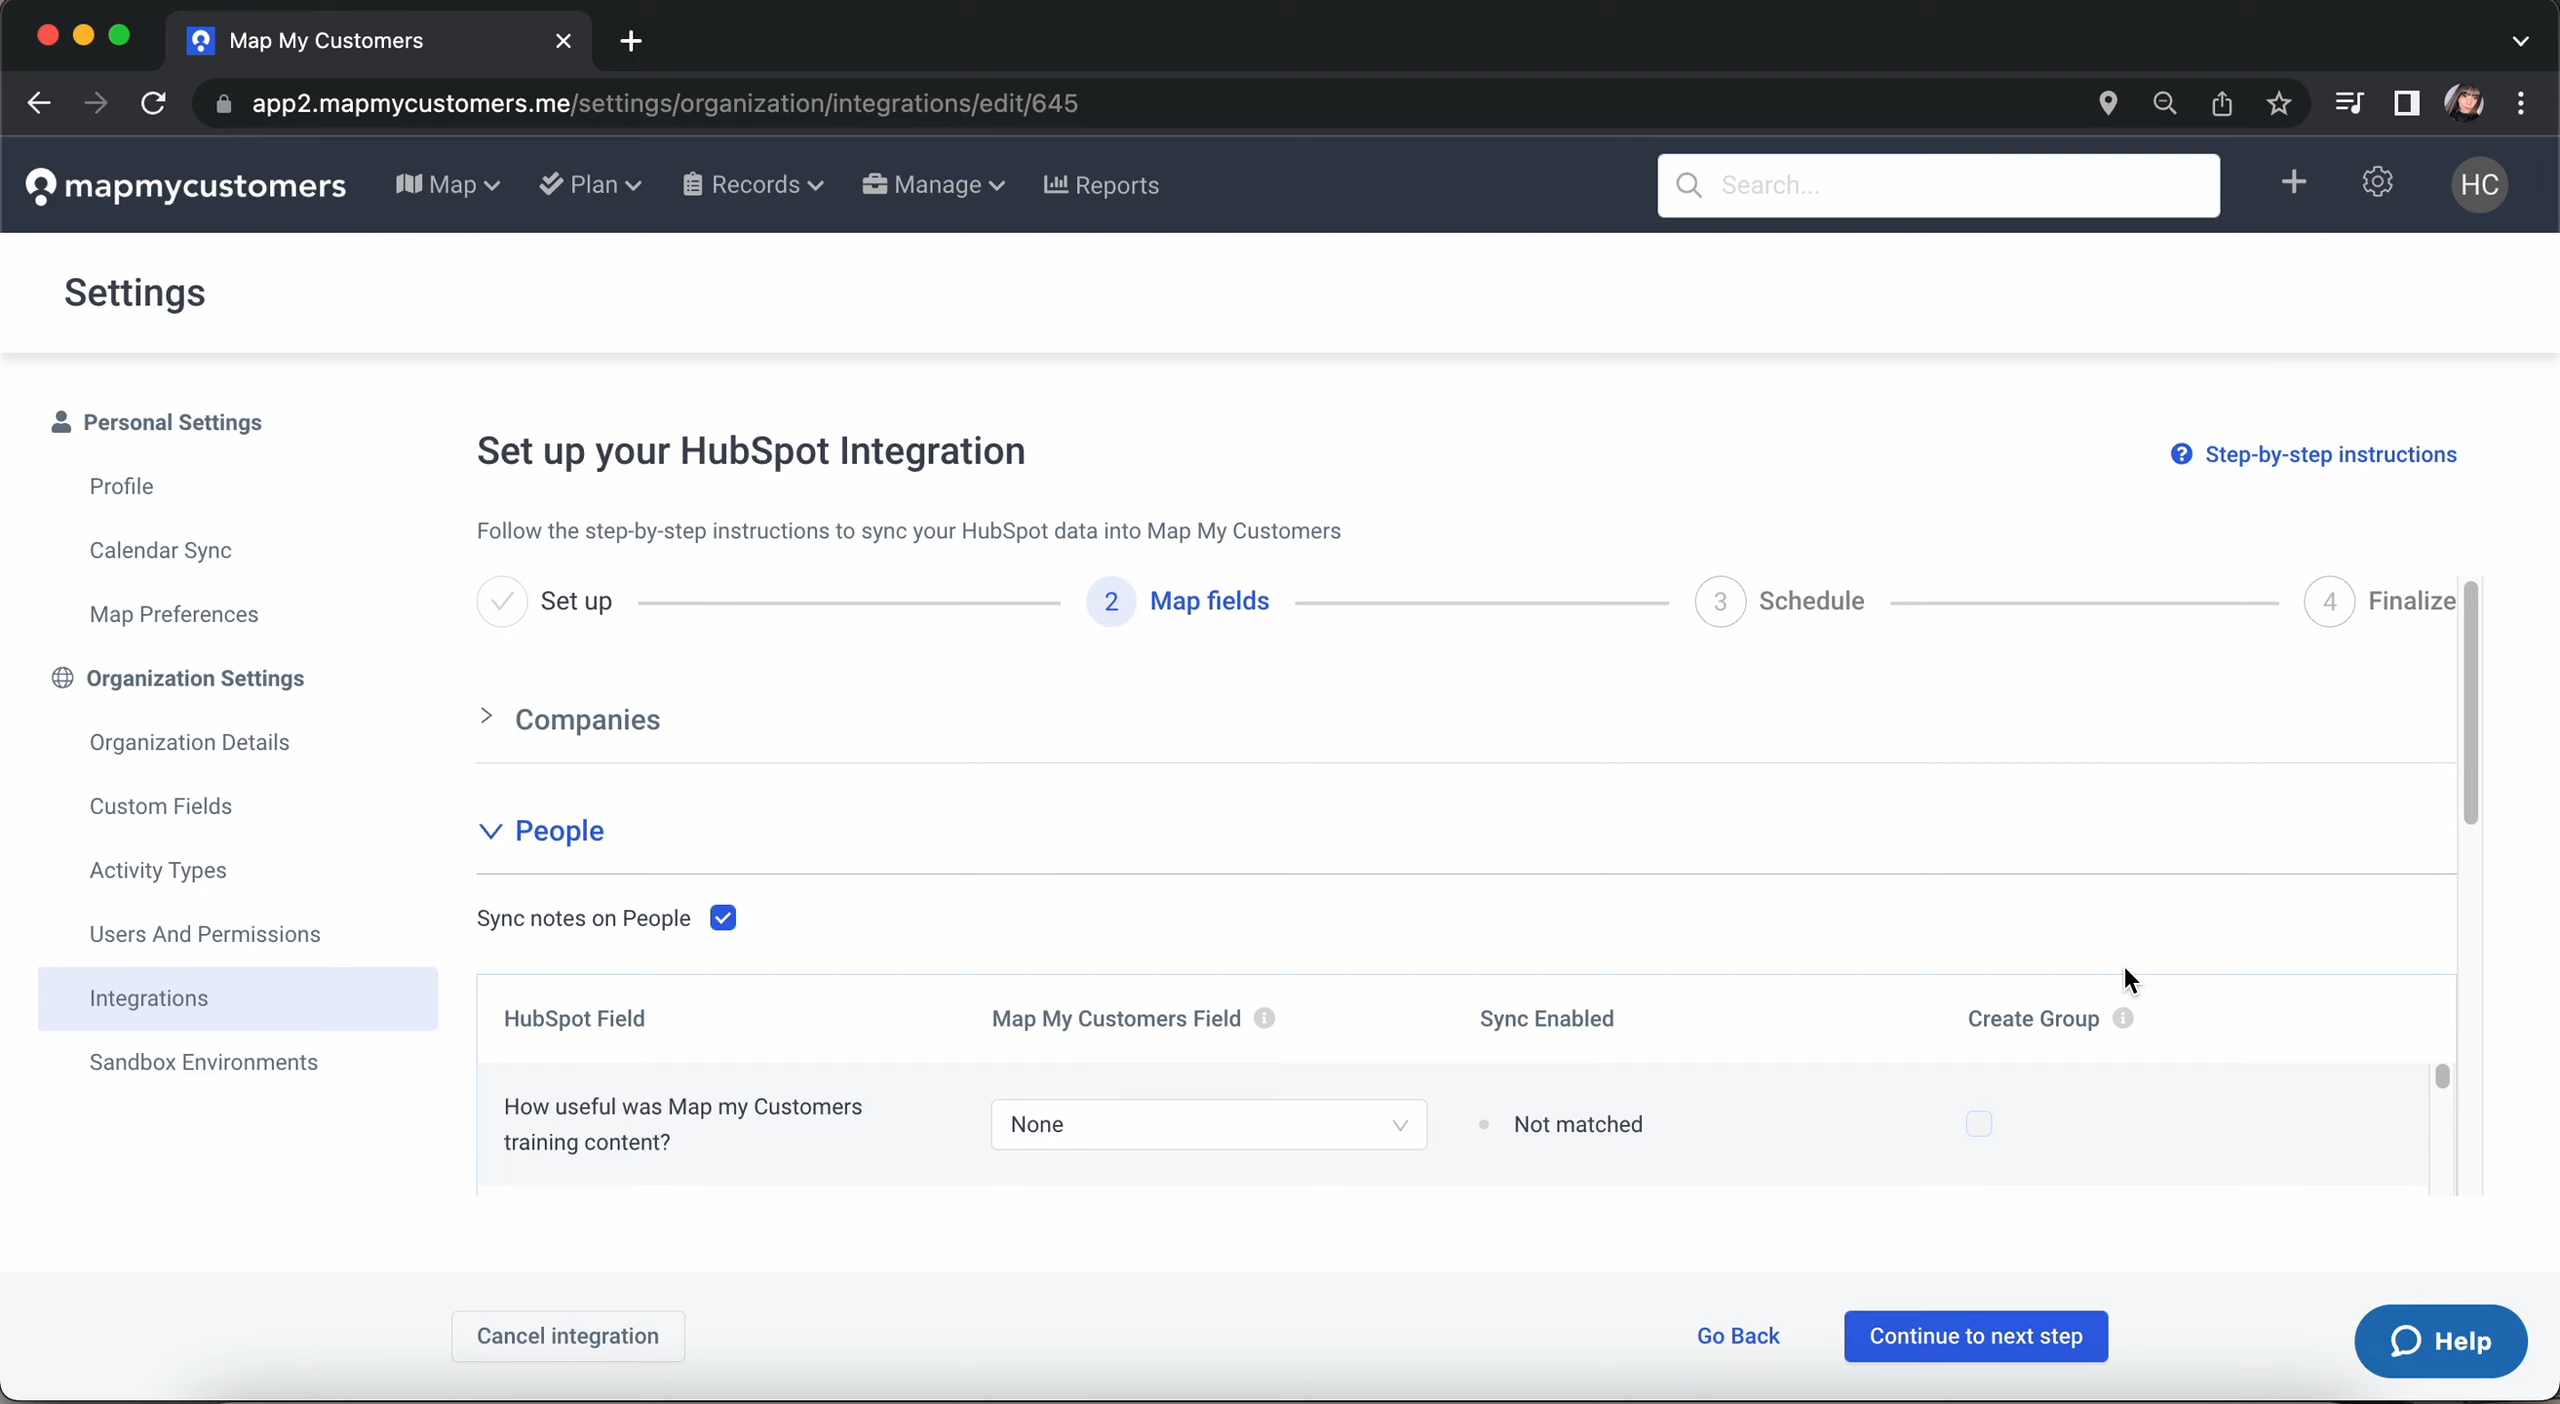 Map My Customers
app2.mapmycustomers.me/settings/organization/integrations/edit/645
mapmycustomers
Map
Plan
Records
Manage
Reports
Search...
HC
Settings
Personal Settings
Profile
Calendar Sync
Map Preferences
Organization Settings
Organization Details
Custom Fields
Activity Types
Users And Permissions
Integrations
Sandbox Environments
Set up your HubSpot Integration
Step-by-step instructions
Follow the step-by-step instructions to sync your HubSpot data into Map My Customers
Set up
2 Map fields
3 Schedule
4 Finalize
Companies
People
Sync notes on People
HubSpot Field
Map My Customers Field
Sync Enabled
Create Group
How useful was Map my Customers
training content?
None
Not matched
Cancel integration
Go Back
Continue to next step
Help